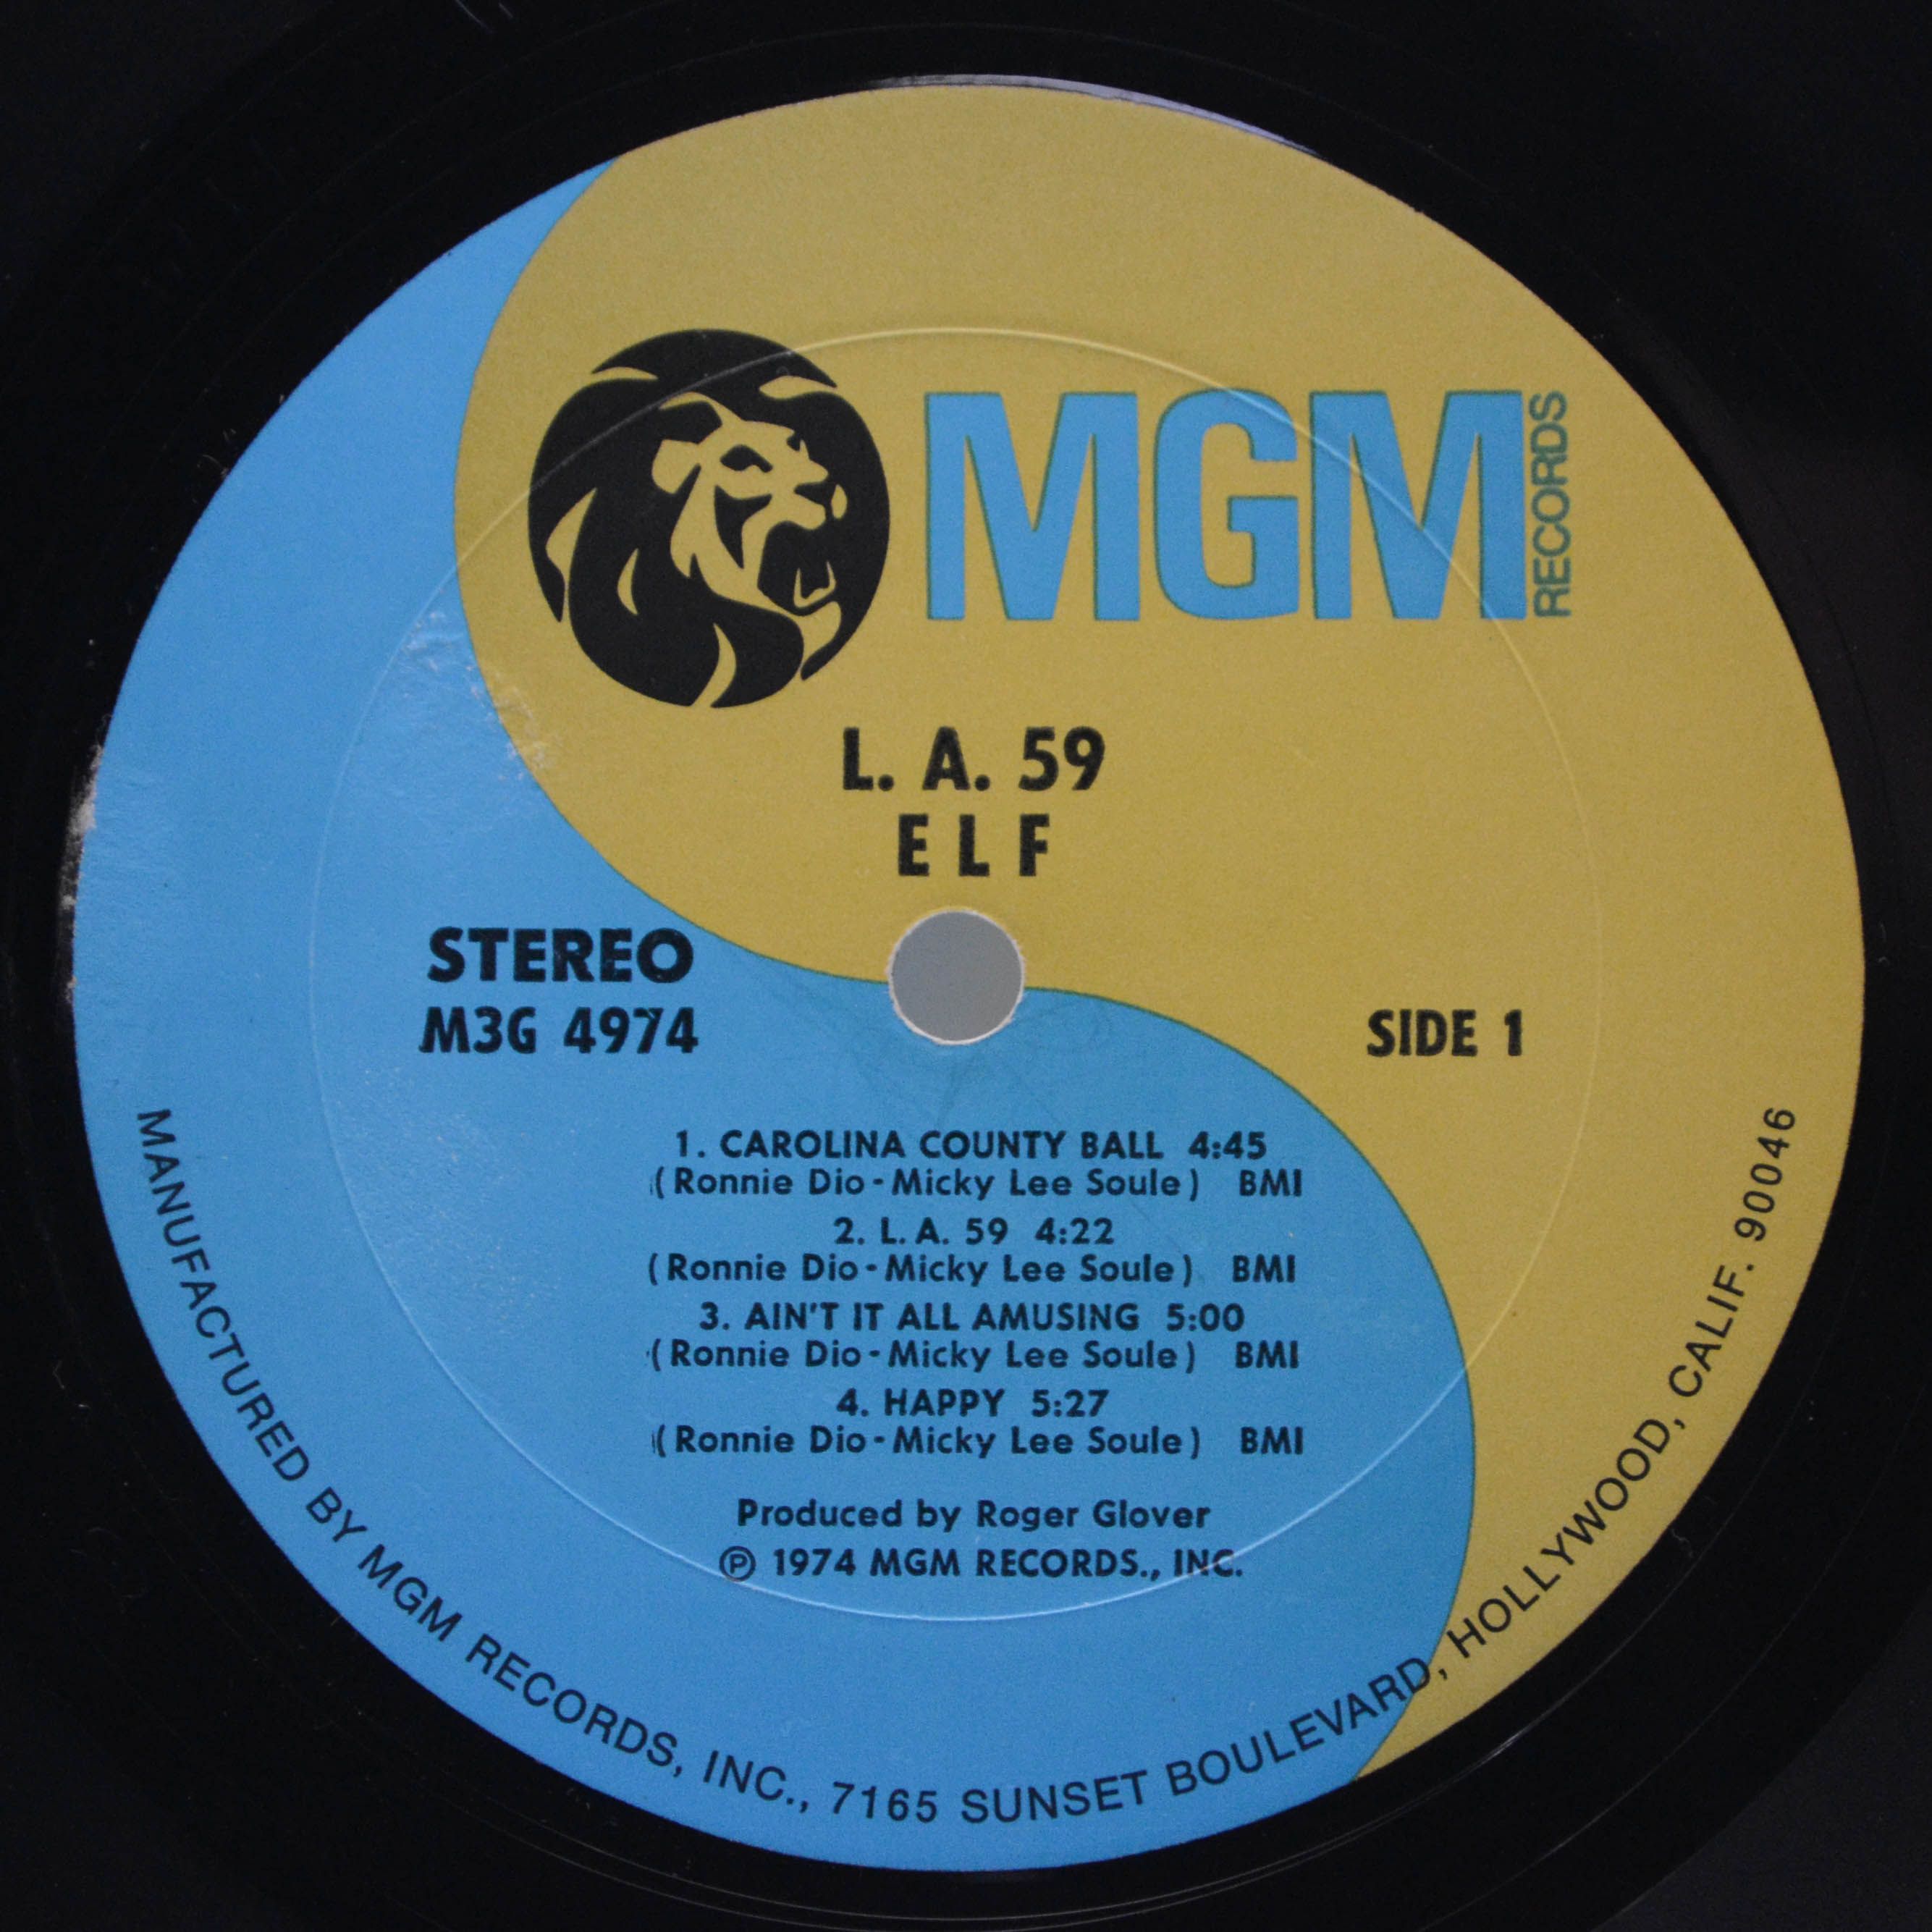 MGM RECORDS
L. A. 59
ELF
STEREO
M3G 4974
SIDE 1
1. CAROLINA COUNTY BALL 4:45
(Ronnie Dio - Micky Lee Soule) BMI
2. L. A. 59 4:22
(Ronnie Dio - Micky Lee Soule) BMI
3. AIN'T IT ALL AMUSING 5:00
(Ronnie Dio - Micky Lee Soule) BMI
4. HAPPY 5:27
(Ronnie Dio - Micky Lee Soule) BMI
Produced by Roger Glover
℗ 1974 MGM RECORDS., INC.
MANUFACTURED BY MGM RECORDS, INC., 7165 SUNSET BOULEVARD, HOLLYWOOD, CALIF. 90046